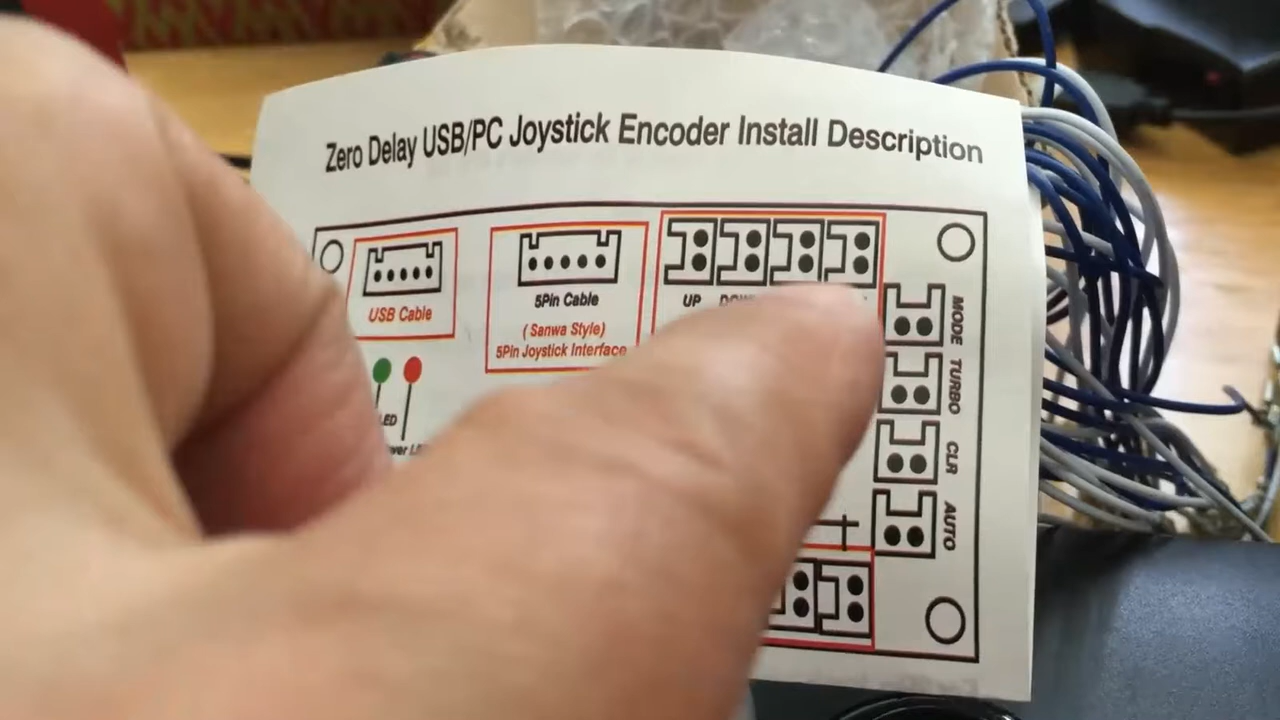 Zero Delay USB/PC Joystick Encoder Install Description
USB Cable
5Pin Cable
(Sanwa Style)
5Pin Joystick Interface
UP
MODE
TURBO
CLR
AUTO